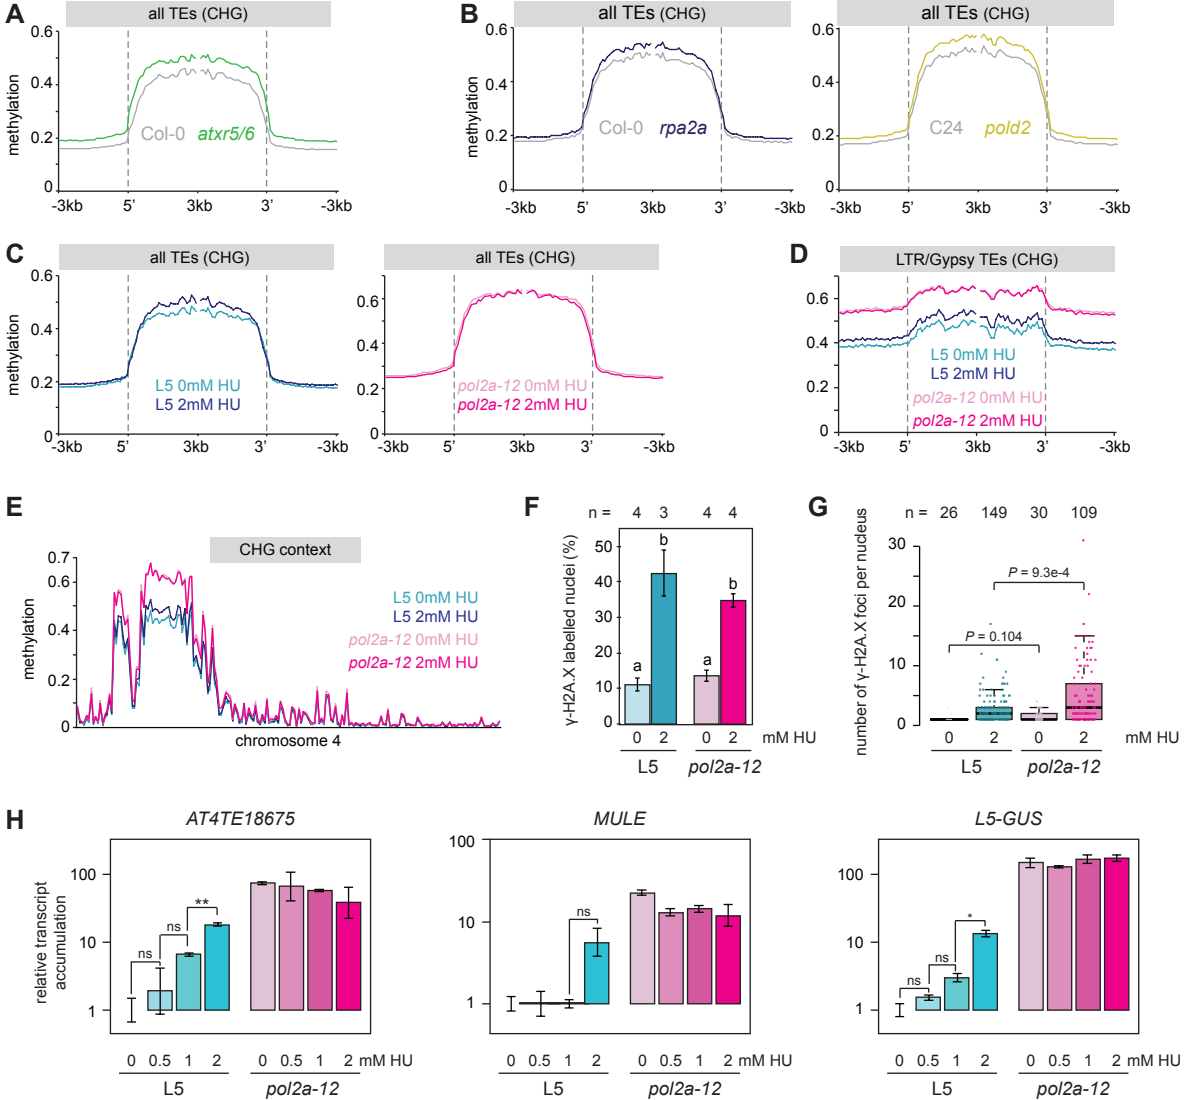 A
all TEs (CHG)
methylation
0.6
0.4
0.2
0
Col-0 atxr5/6
-3kb 5' 3kb 3' -3kb
B
all TEs (CHG)
0.6
0.4
0.2
0
Col-0 rpa2a
-3kb 5' 3kb 3' -3kb
all TEs (CHG)
0.6
0.4
0.2
0
C24 pold2
-3kb 5' 3kb 3' -3kb
C
all TEs (CHG)
methylation
0.6
0.4
0.2
0
L5 0mM HU
L5 2mM HU
-3kb 5' 3kb 3' -3kb
all TEs (CHG)
0.6
0.4
0.2
0
pol2a-12 0mM HU
pol2a-12 2mM HU
-3kb 5' 3kb 3' -3kb
D
LTR/Gypsy TEs (CHG)
0.6
0.4
0.2
0
L5 0mM HU
L5 2mM HU
pol2a-12 0mM HU
pol2a-12 2mM HU
-3kb 5' 3kb 3' -3kb
E
CHG context
methylation
0.7
0.6
0.4
0.2
0
L5 0mM HU
L5 2mM HU
pol2a-12 0mM HU
pol2a-12 2mM HU
chromosome 4
F
n = 4 3 4 4
γ-H2A.X labelled nuclei (%)
50
40
30
20
10
0
a b a b
0 2 0 2 mM HU
L5 pol2a-12
G
n = 26 149 30 109
number of γ-H2A.X foci per nucleus
30
20
10
0
P = 9.3e-4
P = 0.104
0 2 0 2 mM HU
L5 pol2a-12
H
AT4TE18675
relative transcript
accumulation
100
10
1
ns ns **
0 0.5 1 2 0 0.5 1 2 mM HU
L5 pol2a-12
MULE
100
10
1
ns
0 0.5 1 2 0 0.5 1 2 mM HU
L5 pol2a-12
L5-GUS
100
10
1
ns ns *
0 0.5 1 2 0 0.5 1 2 mM HU
L5 pol2a-12